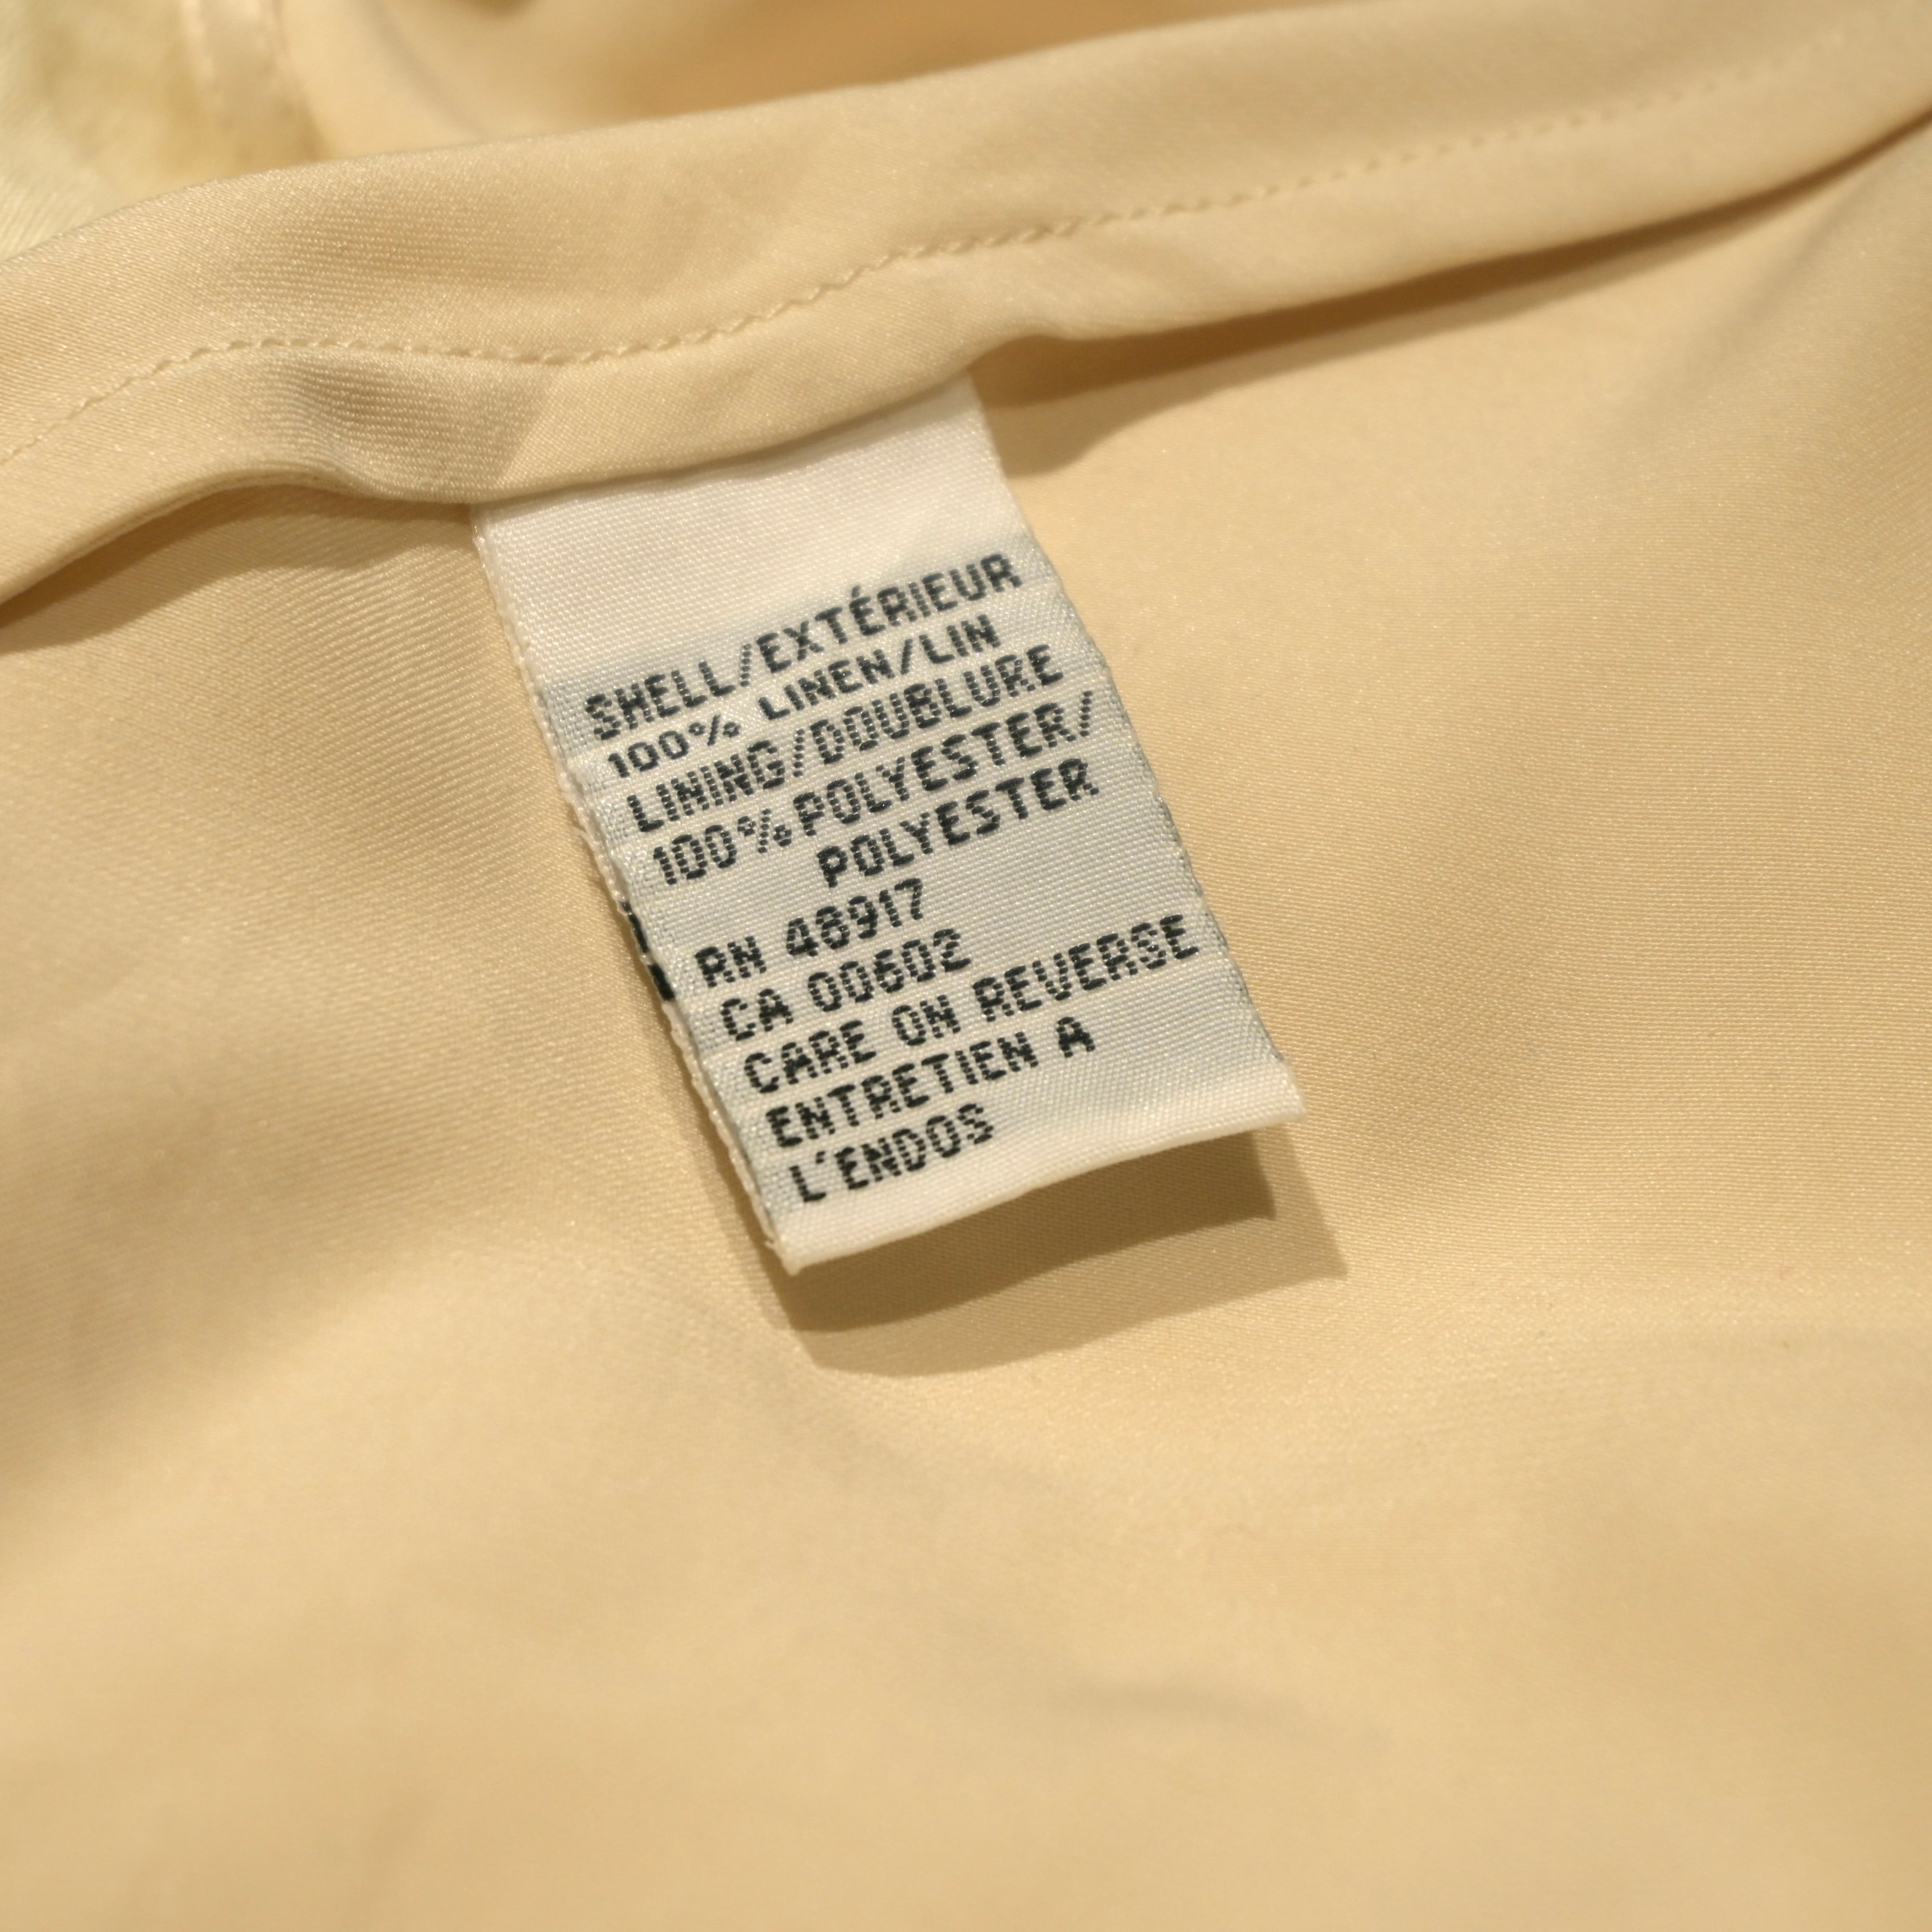 SHELL/EXTÉRIEUR
100% LINEN/LIN
LINING/DOUBLURE
100% POLYESTER/
POLYESTER
RN 48917
CA 00602
CARE ON REVERSE
ENTRETIEN A
L'ENDOS